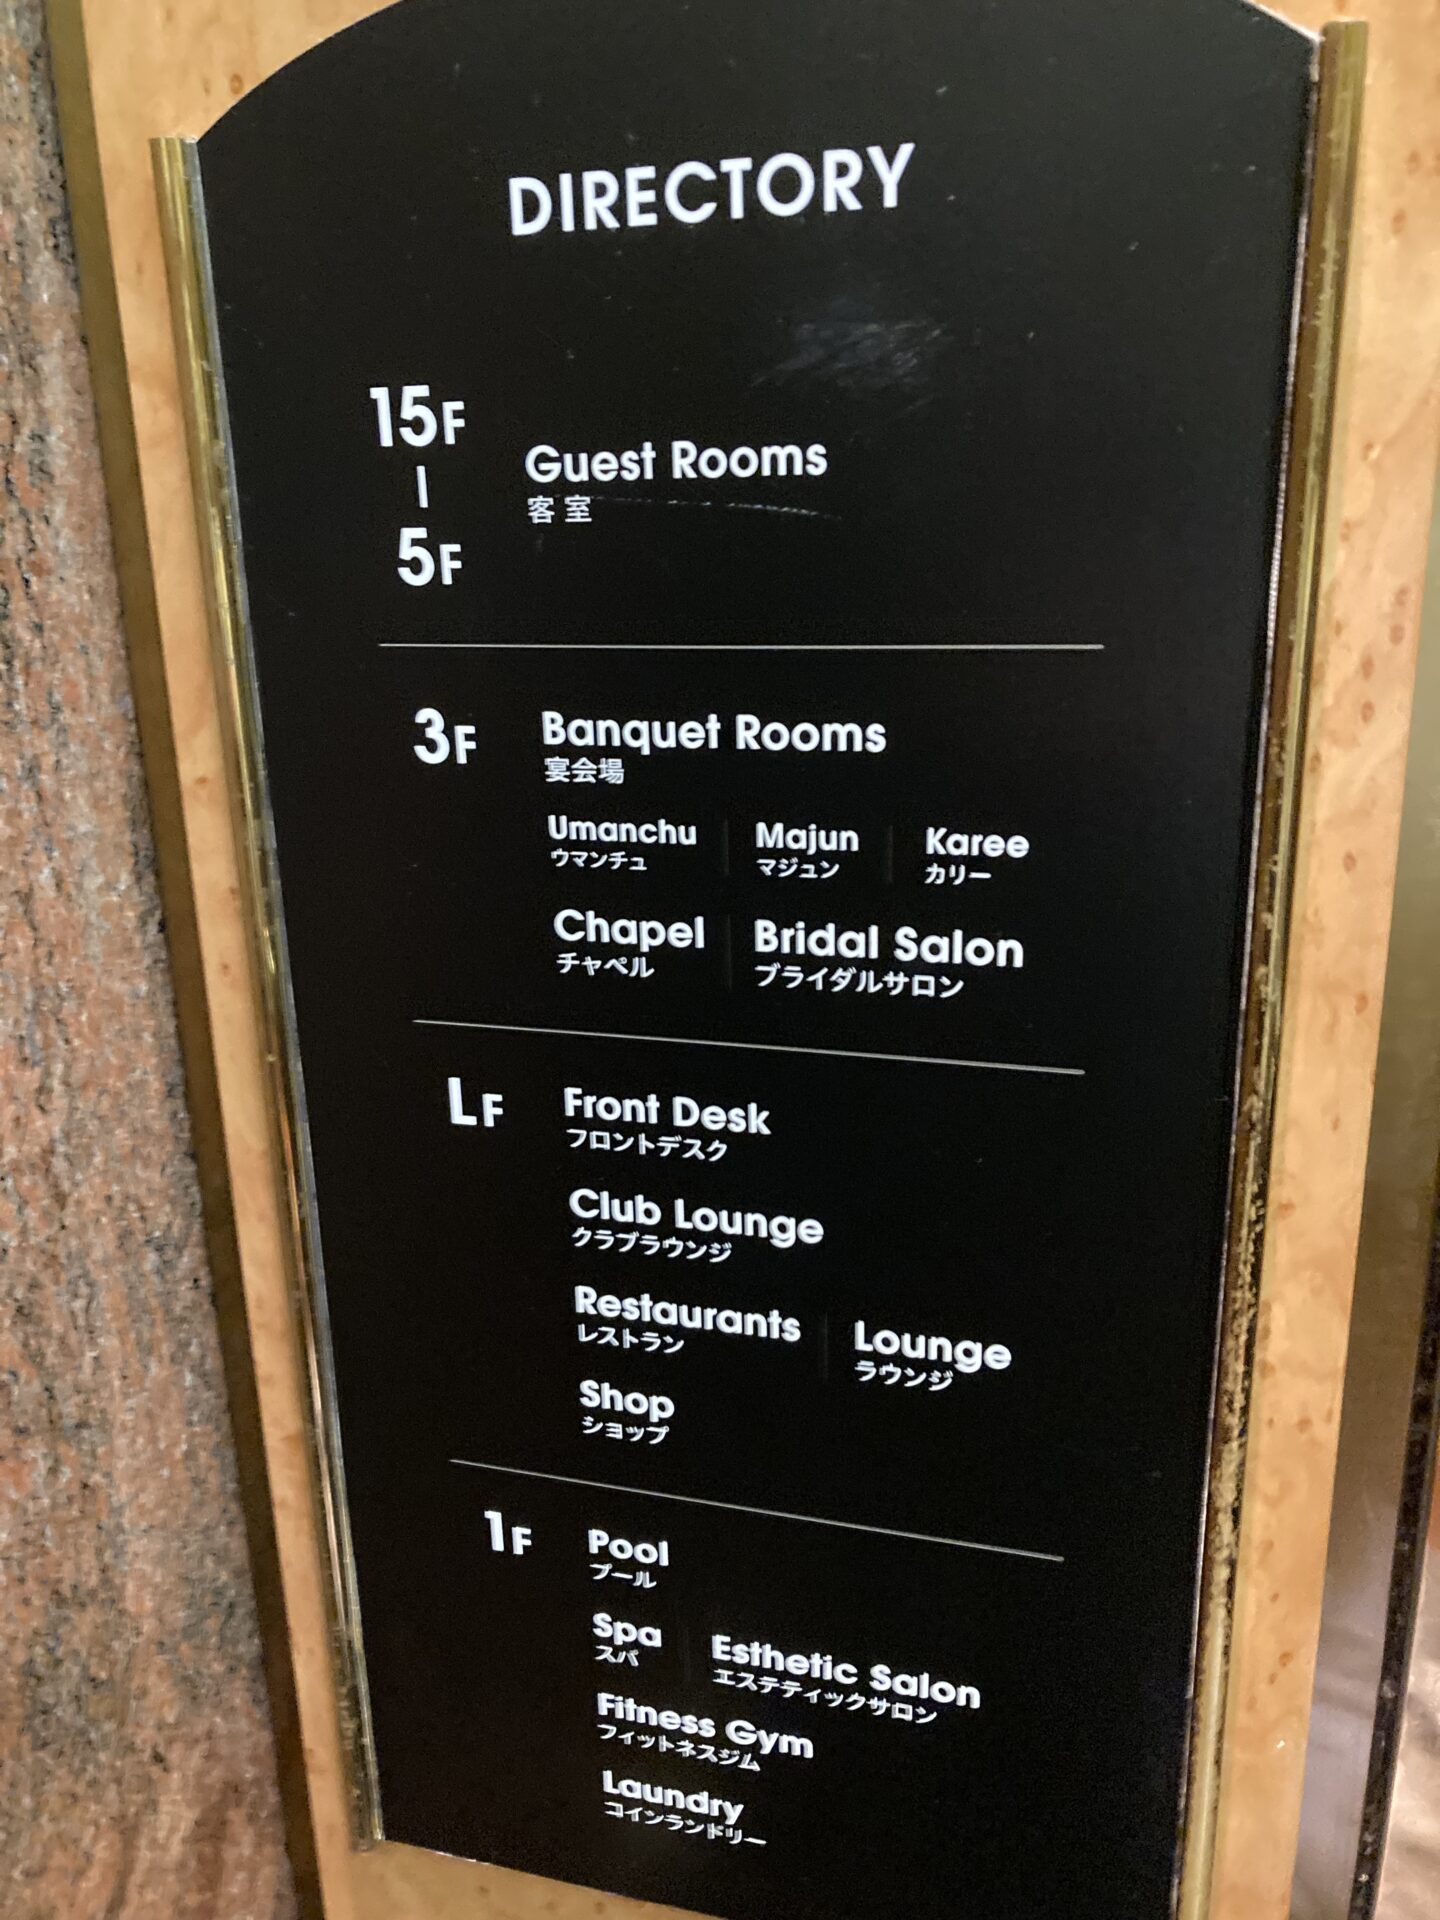 DIRECTORY
15F
|
5F
Guest Rooms
客室
3F Banquet Rooms
宴会場
Umanchu Majun Karee
ウマンチュ マジュン カリー
Chapel Bridal Salon
チャペル ブライダルサロン
LF Front Desk
フロントデスク
Club Lounge
クラブラウンジ
Restaurants Lounge
レストラン ラウンジ
Shop
ショップ
1F Pool
プール
Spa Esthetic Salon
スパ エステティックサロン
Fitness Gym
フィットネスジム
Laundry
コインランドリー